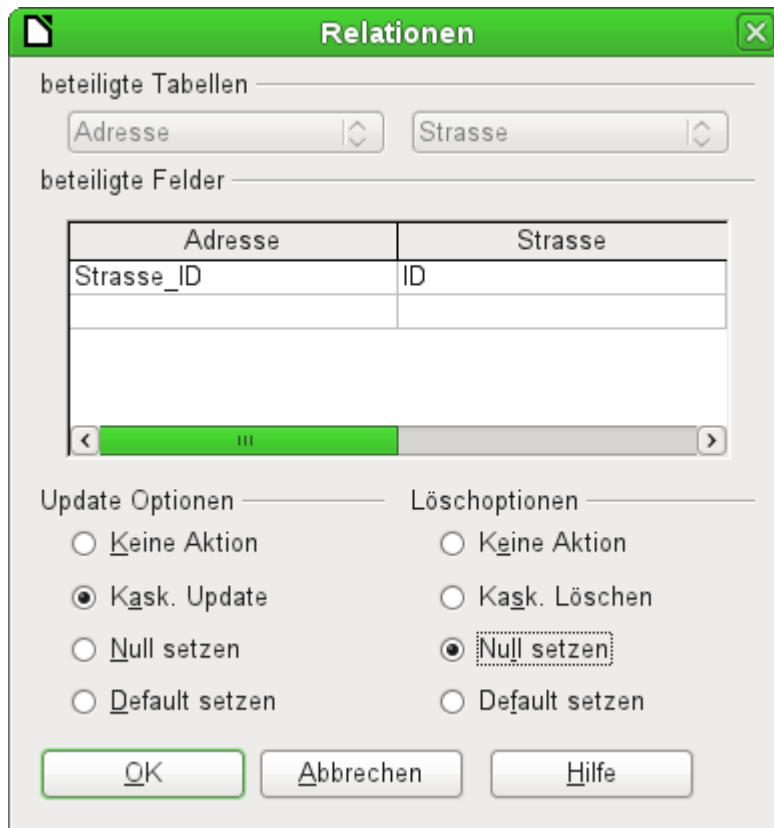 Relationen
beteiligte Tabellen
Adresse Strasse
beteiligte Felder
Adresse Strasse
Strasse_ID ID
Update Optionen Löschoptionen
Keine Aktion Keine Aktion
Kask. Update Kask. Löschen
Null setzen Null setzen
Default setzen Default setzen
OK Abbrechen Hilfe